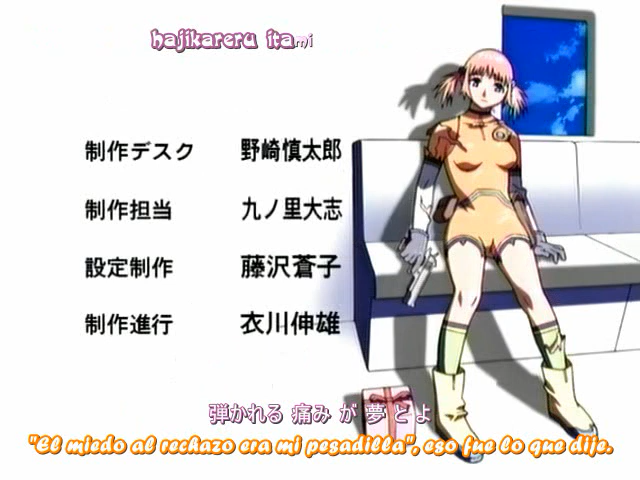 hajikareru itami
制作デスク 野崎慎太郎
制作担当 九ノ里大志
設定制作 藤沢蒼子
制作進行 衣川伸雄
弾かれる 痛み が 夢 と よ
"El miedo al rechazo era mi pesadilla", eso fue lo que dije.